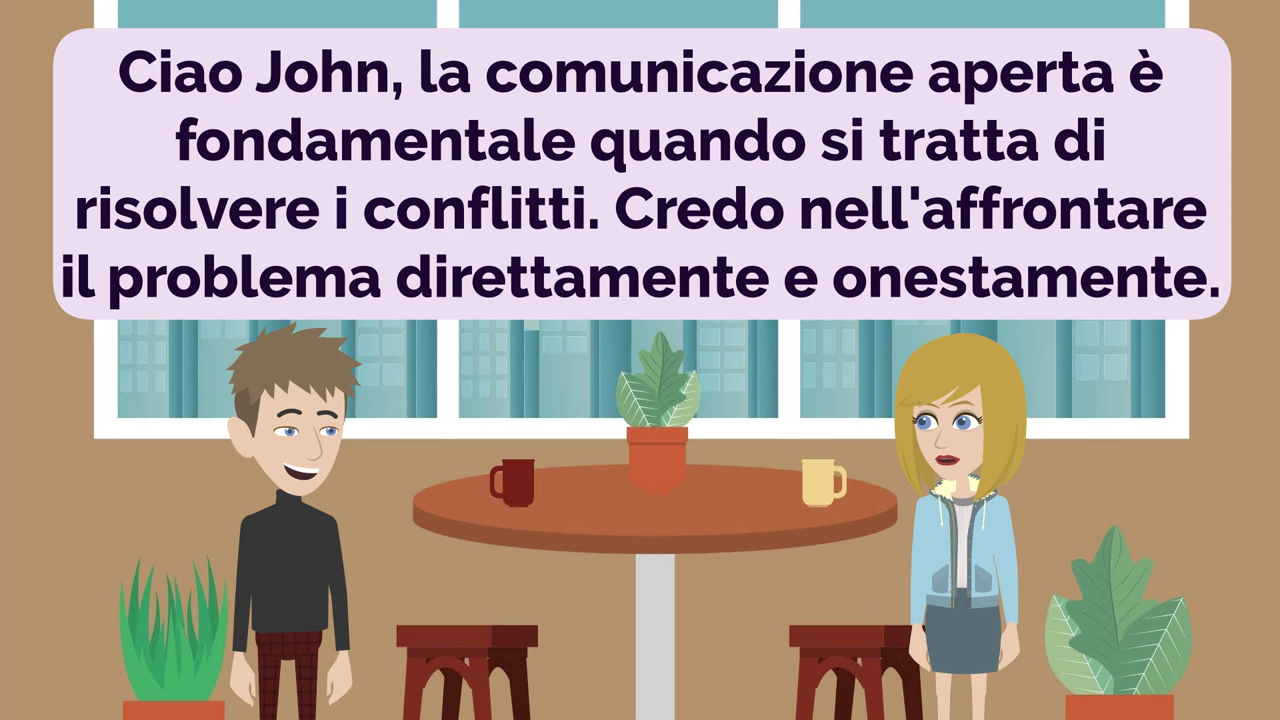 Ciao John, la comunicazione aperta è
fondamentale quando si tratta di
risolvere i conflitti. Credo nell'affrontare
il problema direttamente e onestamente.